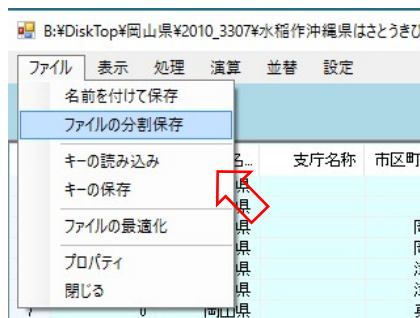 B:¥DiskTop¥岡山県¥2010_3307¥水稲作沖縄県はさとうきび
ファイル 表示 処理 演算 並替 設定
名前を付けて保存
ファイルの分割保存
キーの読み込み
キーの保存
ファイルの最適化
プロパティ
閉じる
名... 支庁名称 市区町
県
県
県
県
県
県
7 0 岡山県